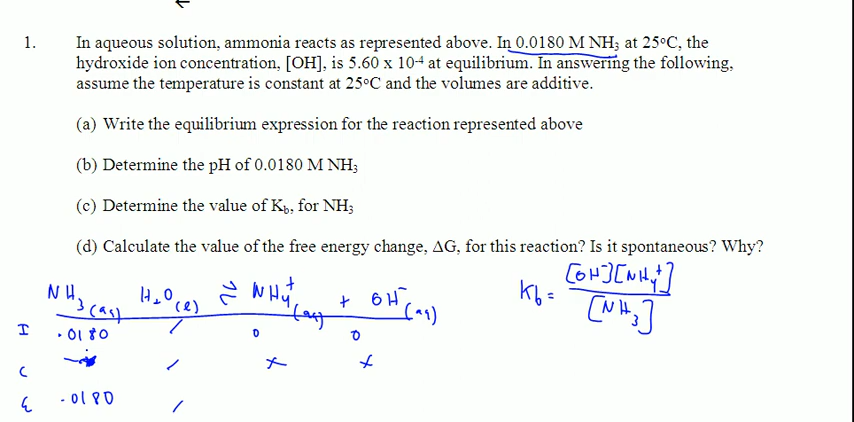 1. In aqueous solution, ammonia reacts as represented above. In 0.0180 M NH₃ at 25°C, the
hydroxide ion concentration, [OH], is 5.60 x 10⁻⁴ at equilibrium. In answering the following,
assume the temperature is constant at 25°C and the volumes are additive.
(a) Write the equilibrium expression for the reaction represented above
(b) Determine the pH of 0.0180 M NH₃
(c) Determine the value of K_b, for NH₃
(d) Calculate the value of the free energy change, ΔG, for this reaction? Is it spontaneous? Why?
NH₃(aq) H₂O(l) ⇌ NH₄⁺(aq) + OH⁻(aq)
Kb = [OH⁻][NH₄⁺] / [NH₃]
I .0180 / 0 0
C / x x
E .0180 /